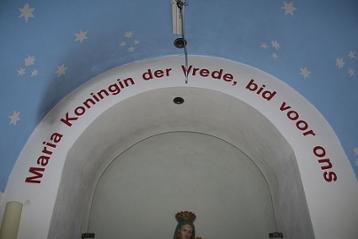 Maria Koningin der Vrede, bid voor ons